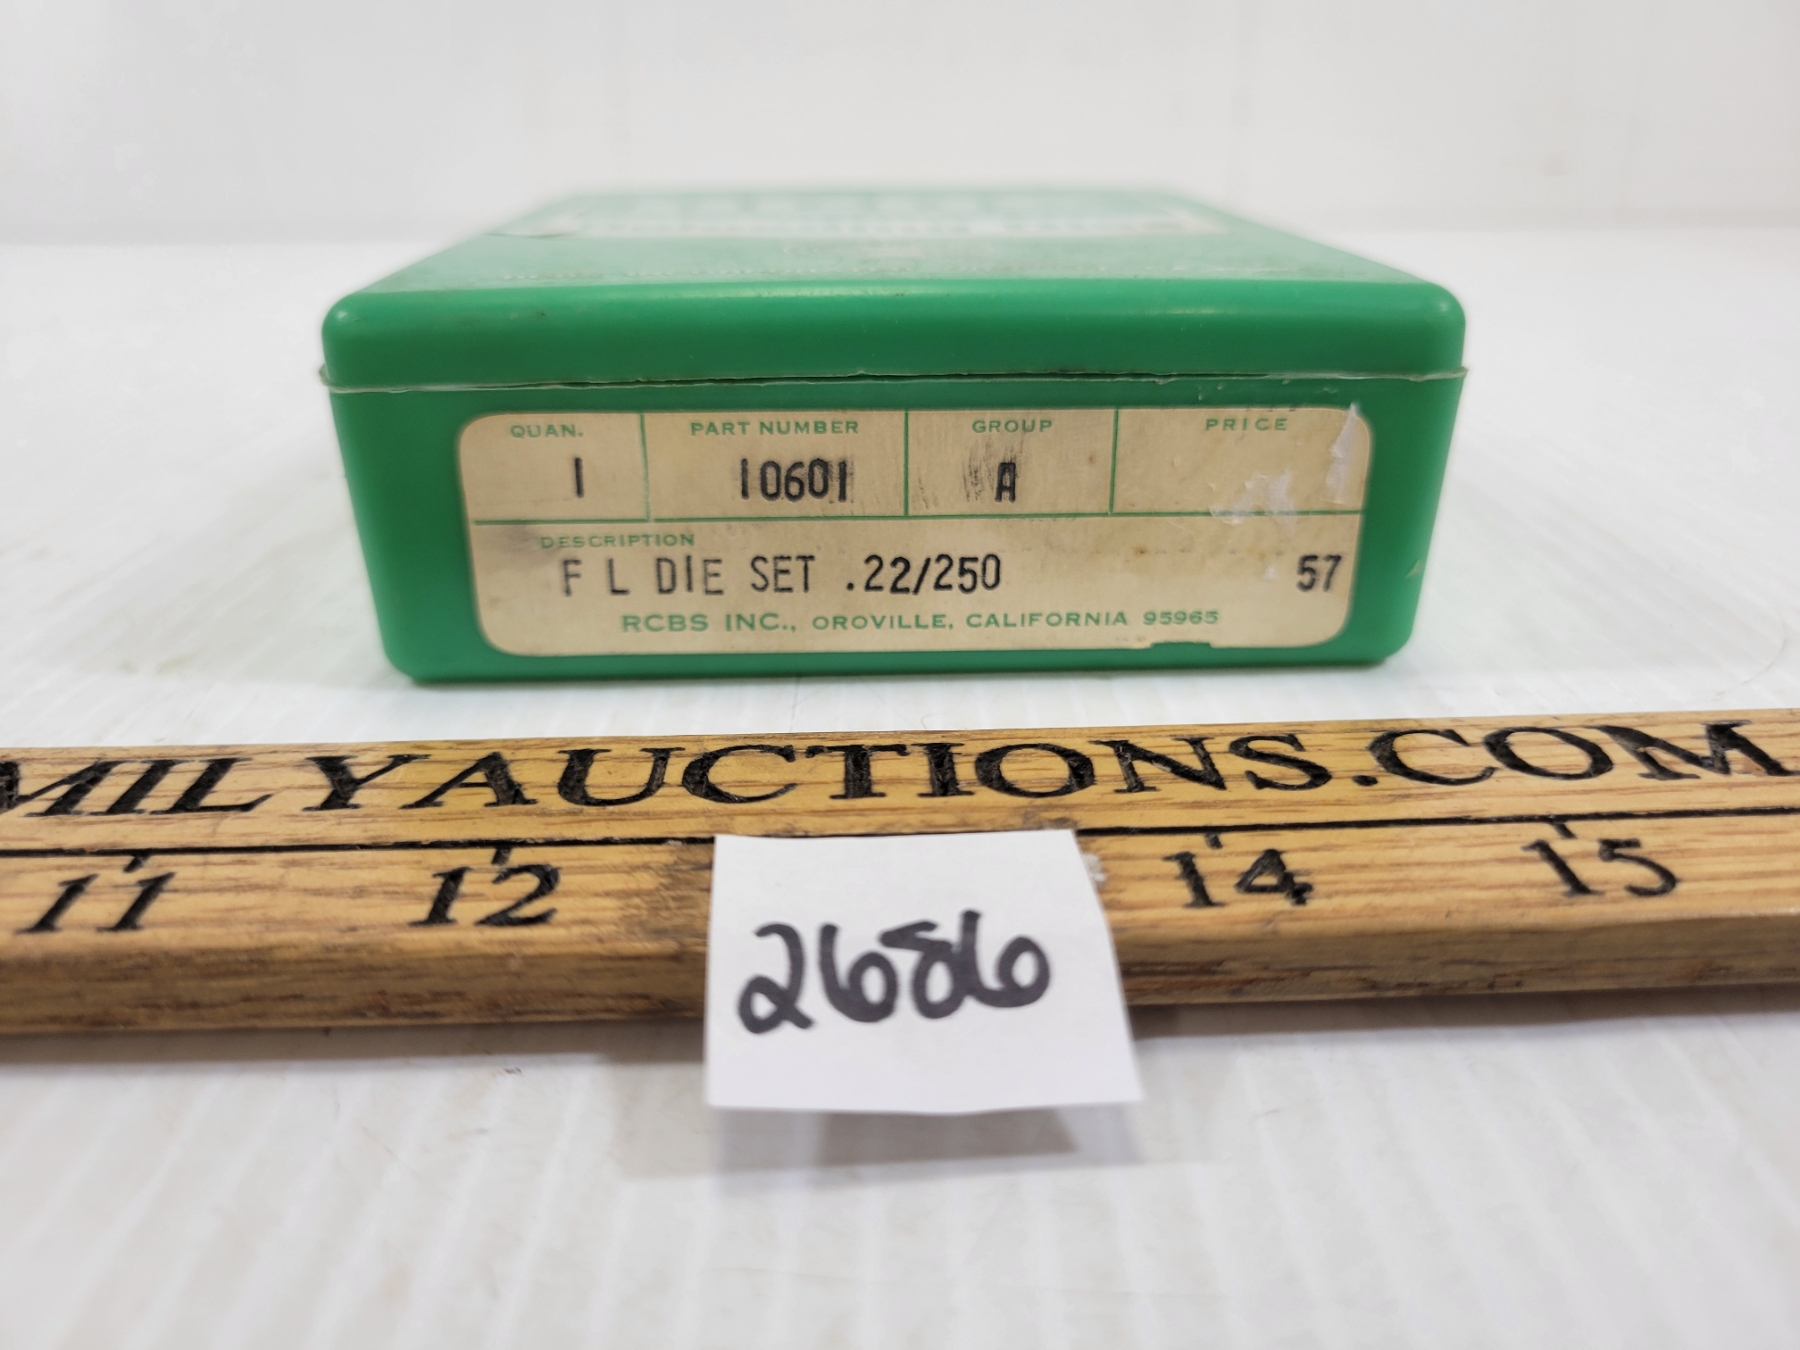 QUAN. PART NUMBER GROUP PRICE
1 10601 A
DESCRIPTION
F L DIE SET .22/250 57
RCBS INC., OROVILLE, CALIFORNIA 95965
MILYAUCTIONS.COM
11 12 14 15
2686